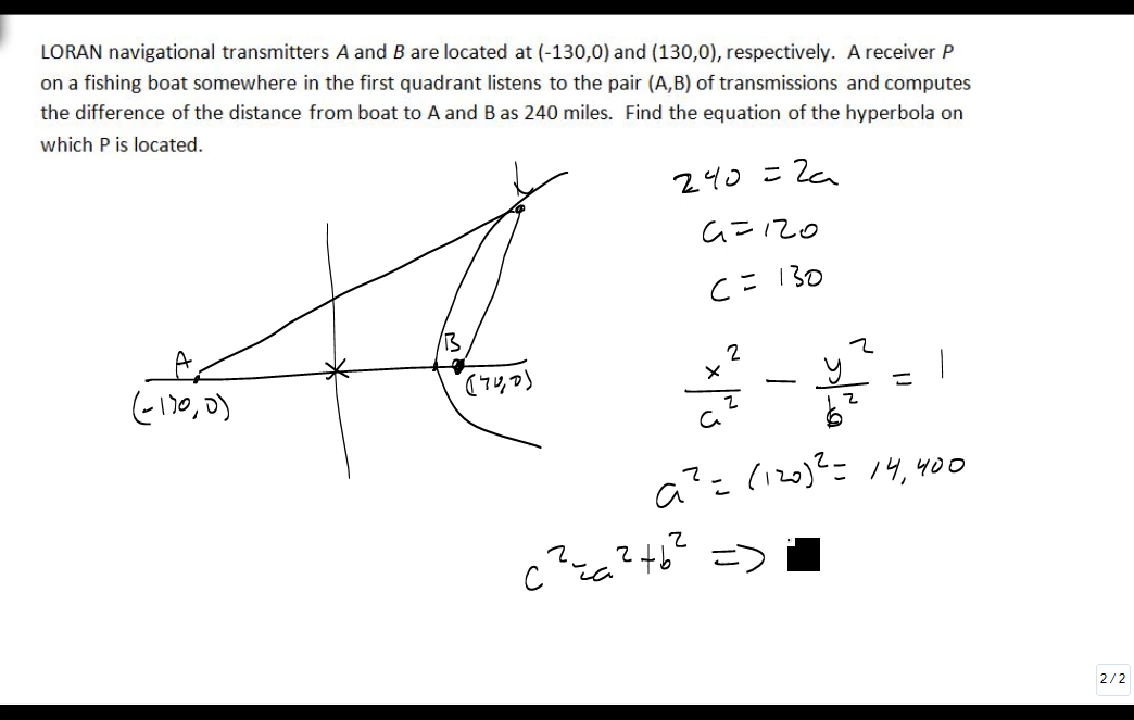 LORAN navigational transmitters A and B are located at (-130,0) and (130,0), respectively. A receiver P
on a fishing boat somewhere in the first quadrant listens to the pair (A,B) of transmissions and computes
the difference of the distance from boat to A and B as 240 miles. Find the equation of the hyperbola on
which P is located.
240 = 2a
a = 120
c = 130
A
B
(-130,0)
x² / a² - y² / b² = 1
a² = (120)² = 14,400
c² = a² + b² =>
2 / 2